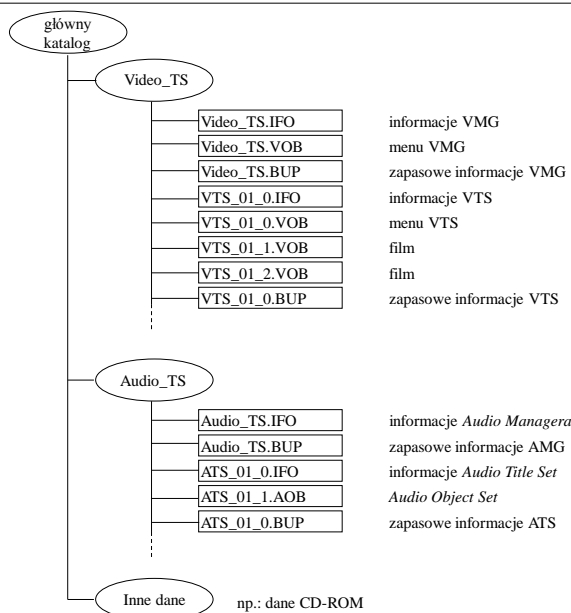 główny
katalog
Video_TS
Video_TS.IFO informacje VMG
Video_TS.VOB menu VMG
Video_TS.BUP zapasowe informacje VMG
VTS_01_0.IFO informacje VTS
VTS_01_0.VOB menu VTS
VTS_01_1.VOB film
VTS_01_2.VOB film
VTS_01_0.BUP zapasowe informacje VTS
Audio_TS
Audio_TS.IFO informacje Audio Managera
Audio_TS.BUP zapasowe informacje AMG
ATS_01_0.IFO informacje Audio Title Set
ATS_01_1.AOB Audio Object Set
ATS_01_0.BUP zapasowe informacje ATS
Inne dane np.: dane CD-ROM